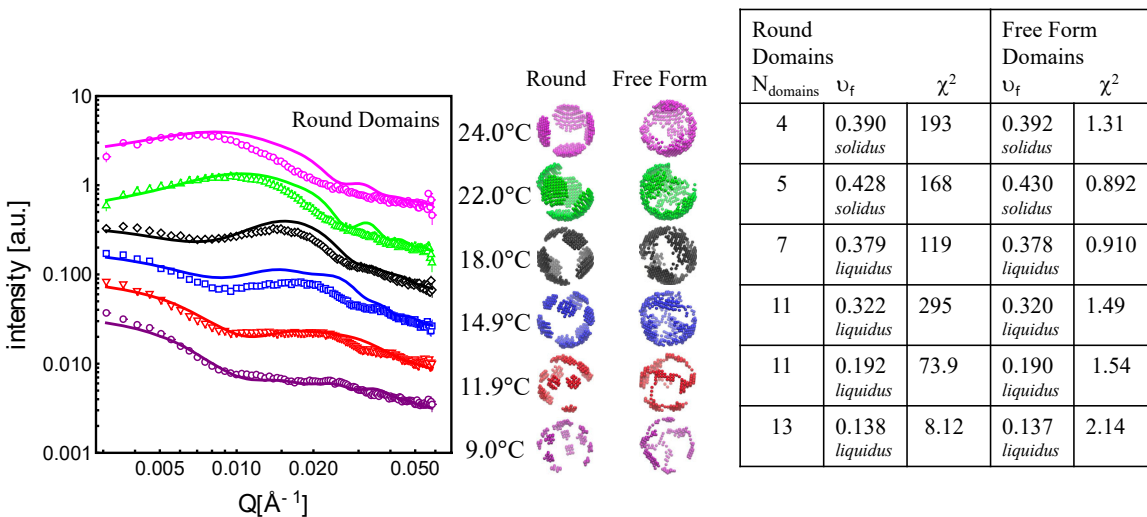 Round Domains
intensity [a.u.]
10
1
0.100
0.010
0.001
0.005
0.010
0.020
0.050
Q[Å⁻¹]
Round
Free Form
24.0°C
22.0°C
18.0°C
14.9°C
11.9°C
9.0°C
Round Domains
Free Form Domains
N_domains υ_f χ² υ_f χ²
4 0.390 solidus 193 0.392 solidus 1.31
5 0.428 solidus 168 0.430 solidus 0.892
7 0.379 liquidus 119 0.378 liquidus 0.910
11 0.322 liquidus 295 0.320 liquidus 1.49
11 0.192 liquidus 73.9 0.190 liquidus 1.54
13 0.138 liquidus 8.12 0.137 liquidus 2.14